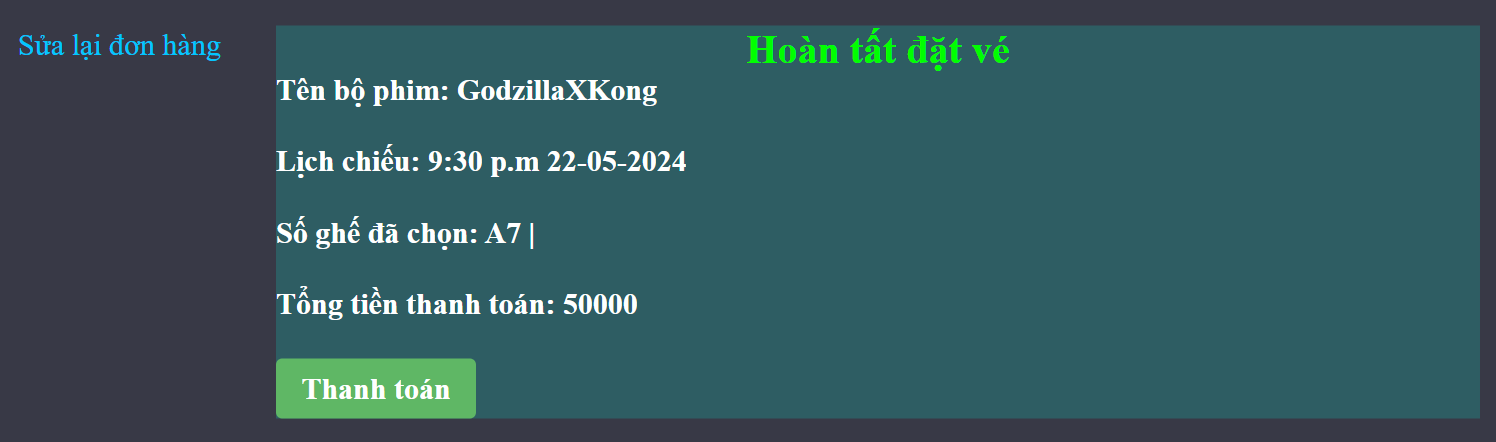 Sửa lại đơn hàng
Hoàn tất đặt vé
Tên bộ phim: GodzillaXKong
Lịch chiếu: 9:30 p.m 22-05-2024
Số ghế đã chọn: A7 |
Tổng tiền thanh toán: 50000
Thanh toán